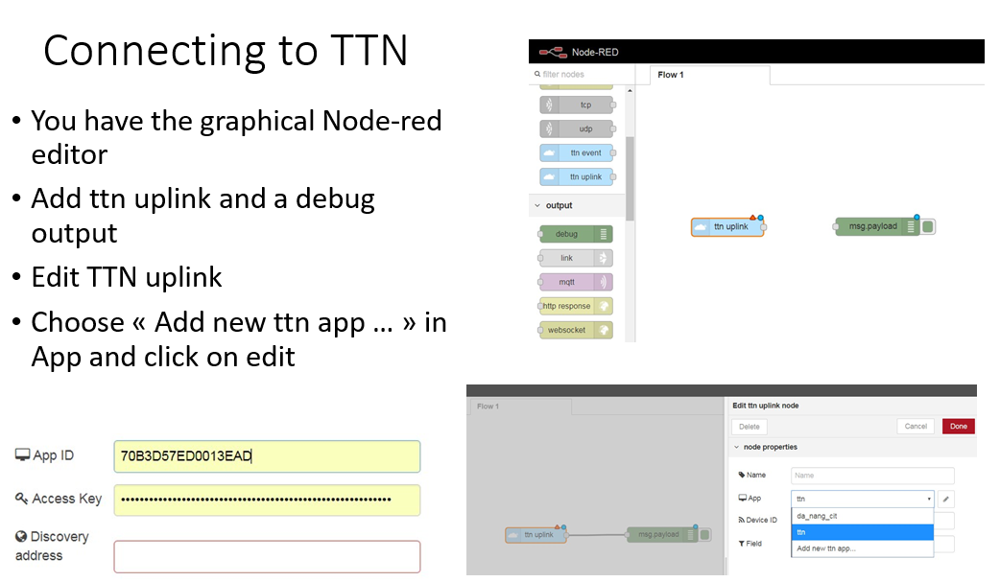 Connecting to TTN
• You have the graphical Node-red
editor
• Add ttn uplink and a debug
output
• Edit TTN uplink
• Choose « Add new ttn app … » in
App and click on edit
Node-RED
filter nodes
Flow 1
tcp
udp
ttn event
ttn uplink
output
debug
link
mqtt
http response
websocket
ttn uplink
msg.payload
App ID
70B3D57ED0013EAD
Access Key
Discovery
address
Flow 1
ttn uplink
msg.payload
Edit ttn uplink node
Delete
Cancel
Done
node properties
Name
Name
App
ttn
da_nang_cit
Device ID
ttn
Field
Add new ttn app...